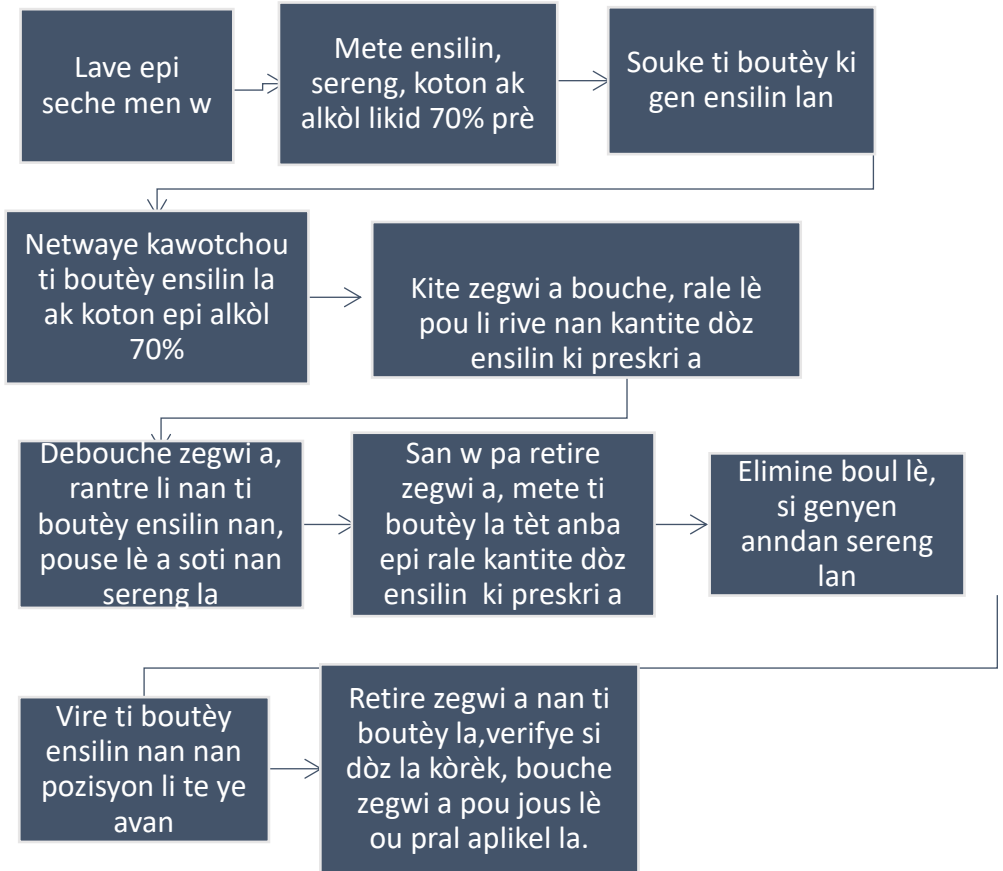 Lave epi
seche men w
Mete ensilin,
sereng, koton ak
alkòl likid 70% prè
Souke ti boutèy ki
gen ensilin lan
Netwaye kawotchou
ti boutèy ensilin la
ak koton epi alkòl
70%
Kite zegwi a bouche, rale lè
pou li rive nan kantite dòz
ensilin ki preskri a
Debouche zegwi a,
rantre li nan ti
boutèy ensilin nan,
pouse lè a soti nan
sereng la
San w pa retire
zegwi a, mete ti
boutèy la tèt anba
epi rale kantite dòz
ensilin ki preskri a
Elimine boul lè,
si genyen
anndan sereng
lan
Vire ti boutèy
ensilin nan nan
pozisyon li te ye
avan
Retire zegwi a nan ti
boutèy la,verifye si
dòz la kòrèk, bouche
zegwi a pou jous lè
ou pral aplikel la.